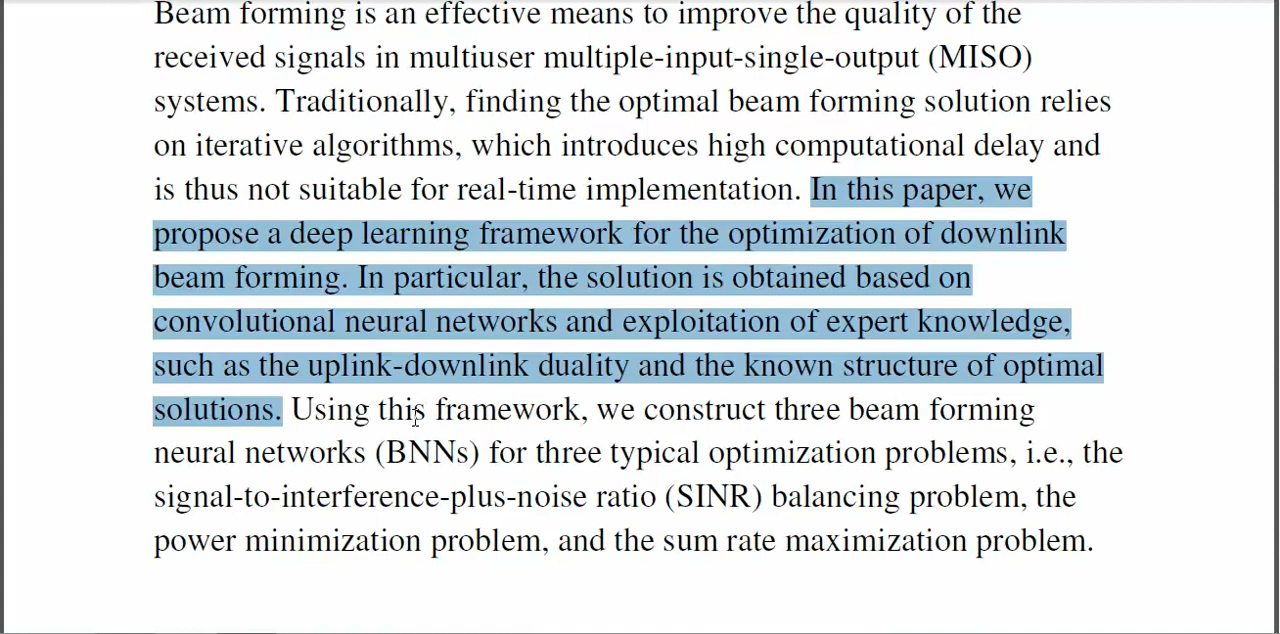 Beam forming is an effective means to improve the quality of the
received signals in multiuser multiple-input-single-output (MISO)
systems. Traditionally, finding the optimal beam forming solution relies
on iterative algorithms, which introduces high computational delay and
is thus not suitable for real-time implementation. In this paper, we
propose a deep learning framework for the optimization of downlink
beam forming. In particular, the solution is obtained based on
convolutional neural networks and exploitation of expert knowledge,
such as the uplink-downlink duality and the known structure of optimal
solutions. Using this framework, we construct three beam forming
neural networks (BNNs) for three typical optimization problems, i.e., the
signal-to-interference-plus-noise ratio (SINR) balancing problem, the
power minimization problem, and the sum rate maximization problem.